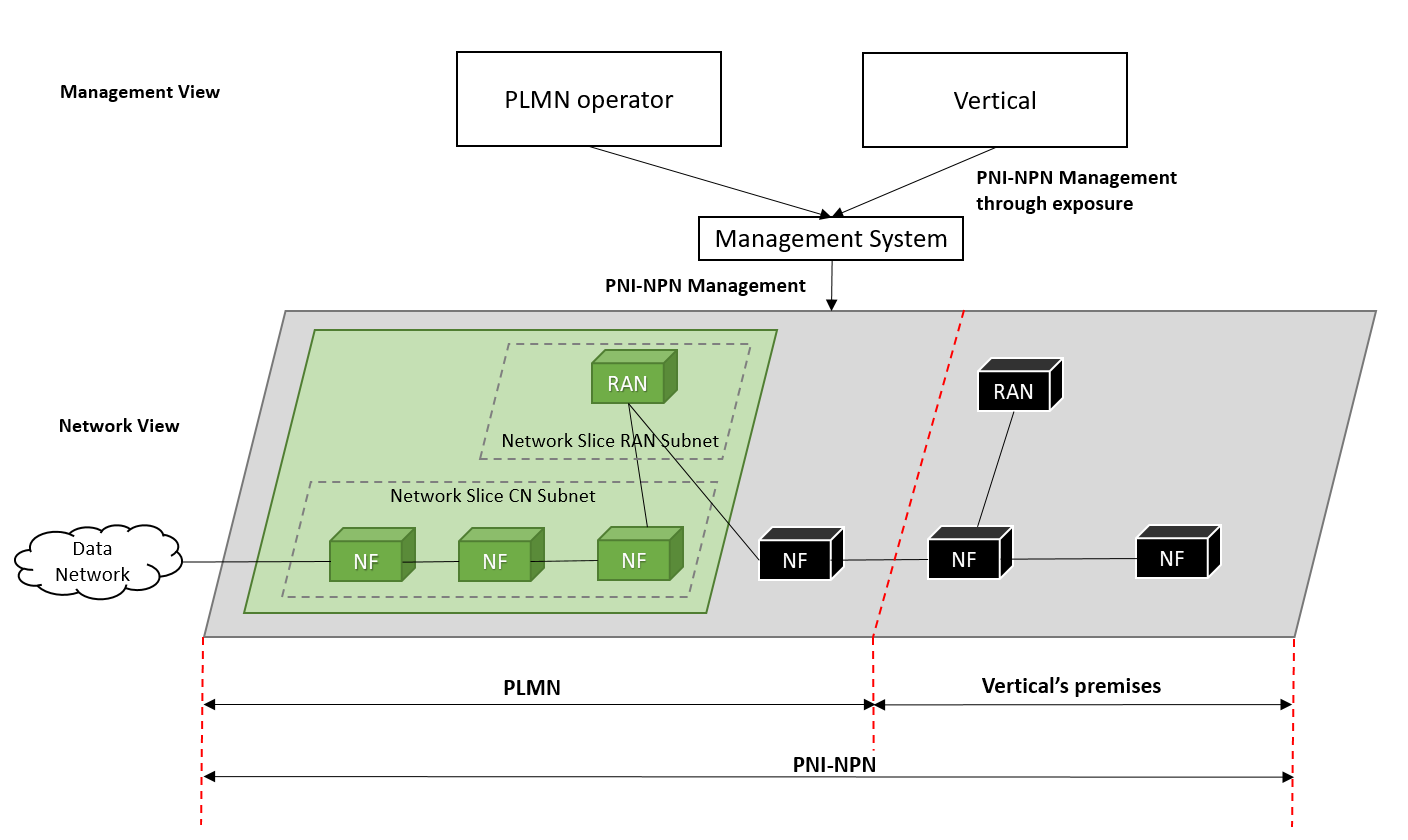 PLMN operator
Vertical
Management View
PNI-NPN Management
through exposure
Management System
PNI-NPN Management
RAN
RAN
Network View
Network Slice RAN Subnet
Network Slice CN Subnet
Data
Network
NF
NF
NF
NF
NF
NF
PLMN
Vertical’s premises
PNI-NPN